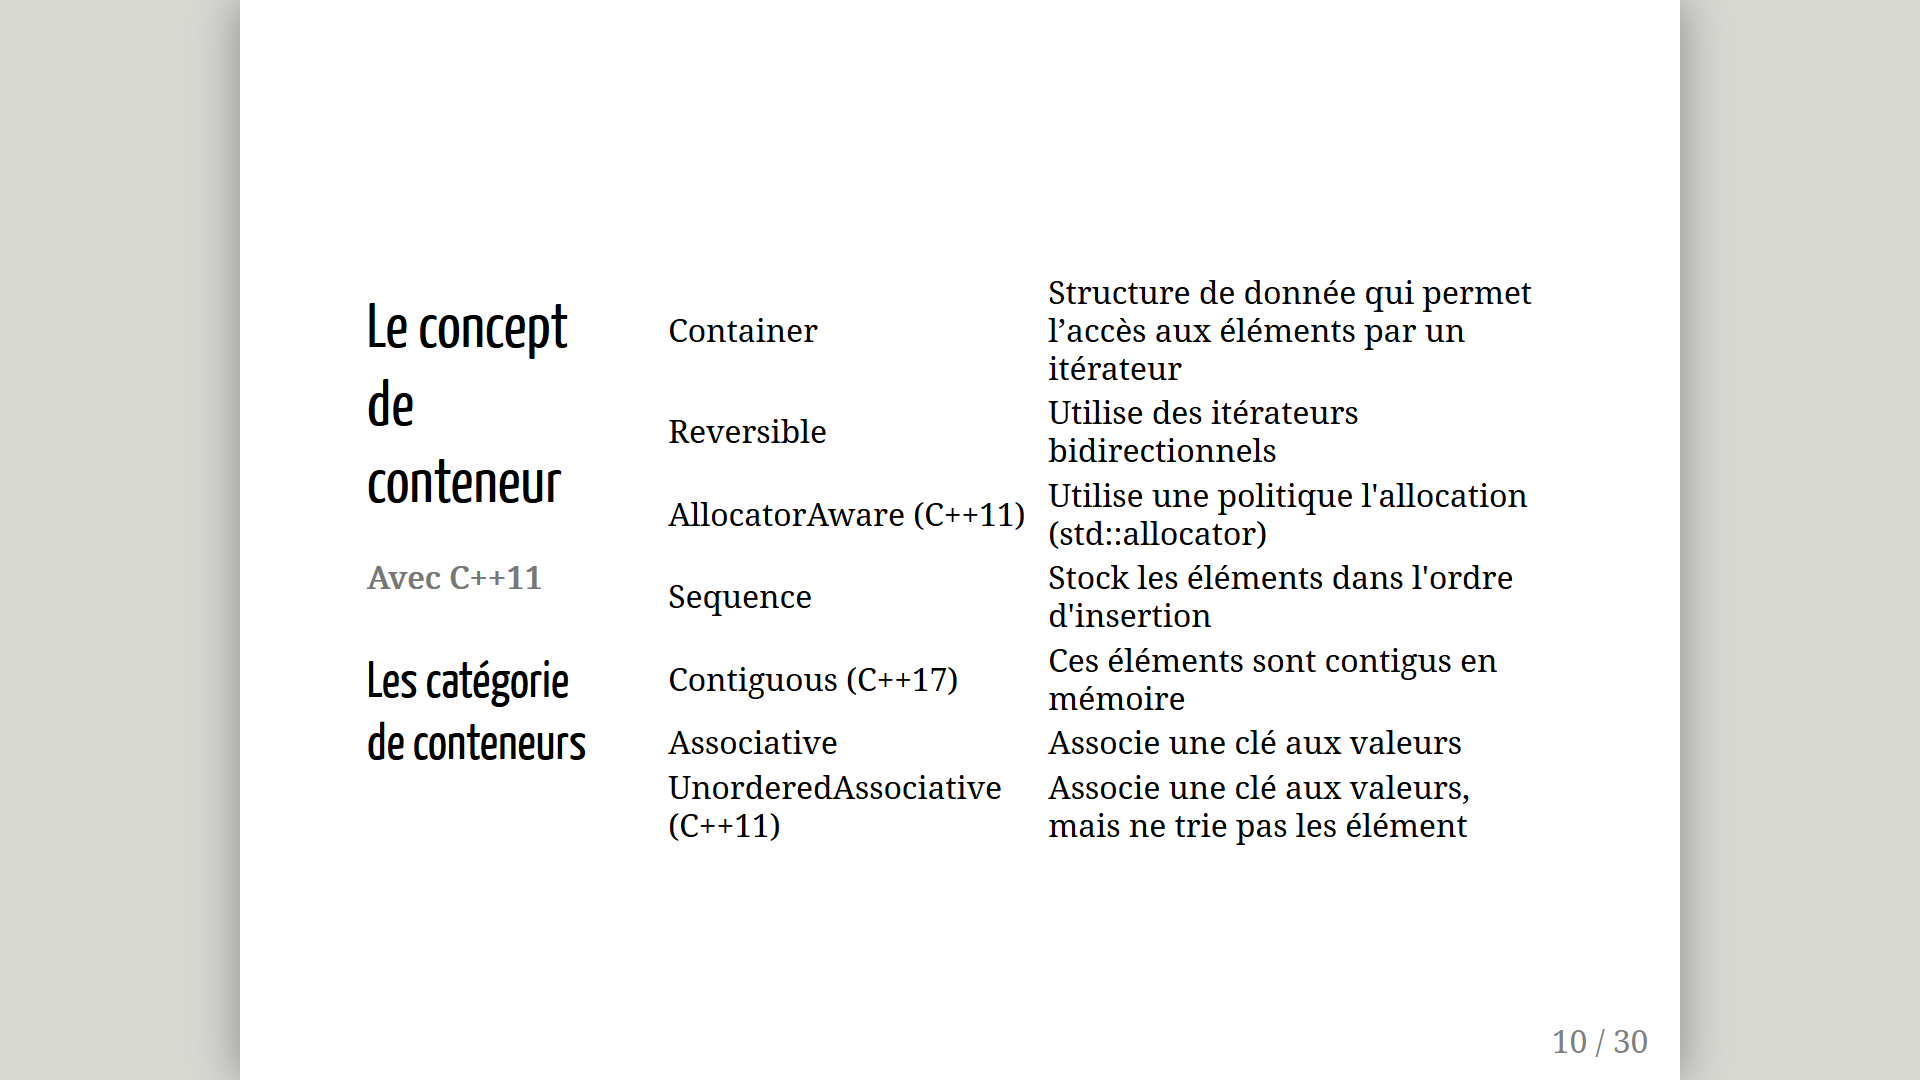 Le concept
de
conteneur
Avec C++11
Les catégorie
de conteneurs
Container
Structure de donnée qui permet
l’accès aux éléments par un
itérateur
Reversible
Utilise des itérateurs
bidirectionnels
AllocatorAware (C++11)
Utilise une politique l'allocation
(std::allocator)
Sequence
Stock les éléments dans l'ordre
d'insertion
Contiguous (C++17)
Ces éléments sont contigus en
mémoire
Associative
Associe une clé aux valeurs
UnorderedAssociative
(C++11)
Associe une clé aux valeurs,
mais ne trie pas les élément
10 / 30